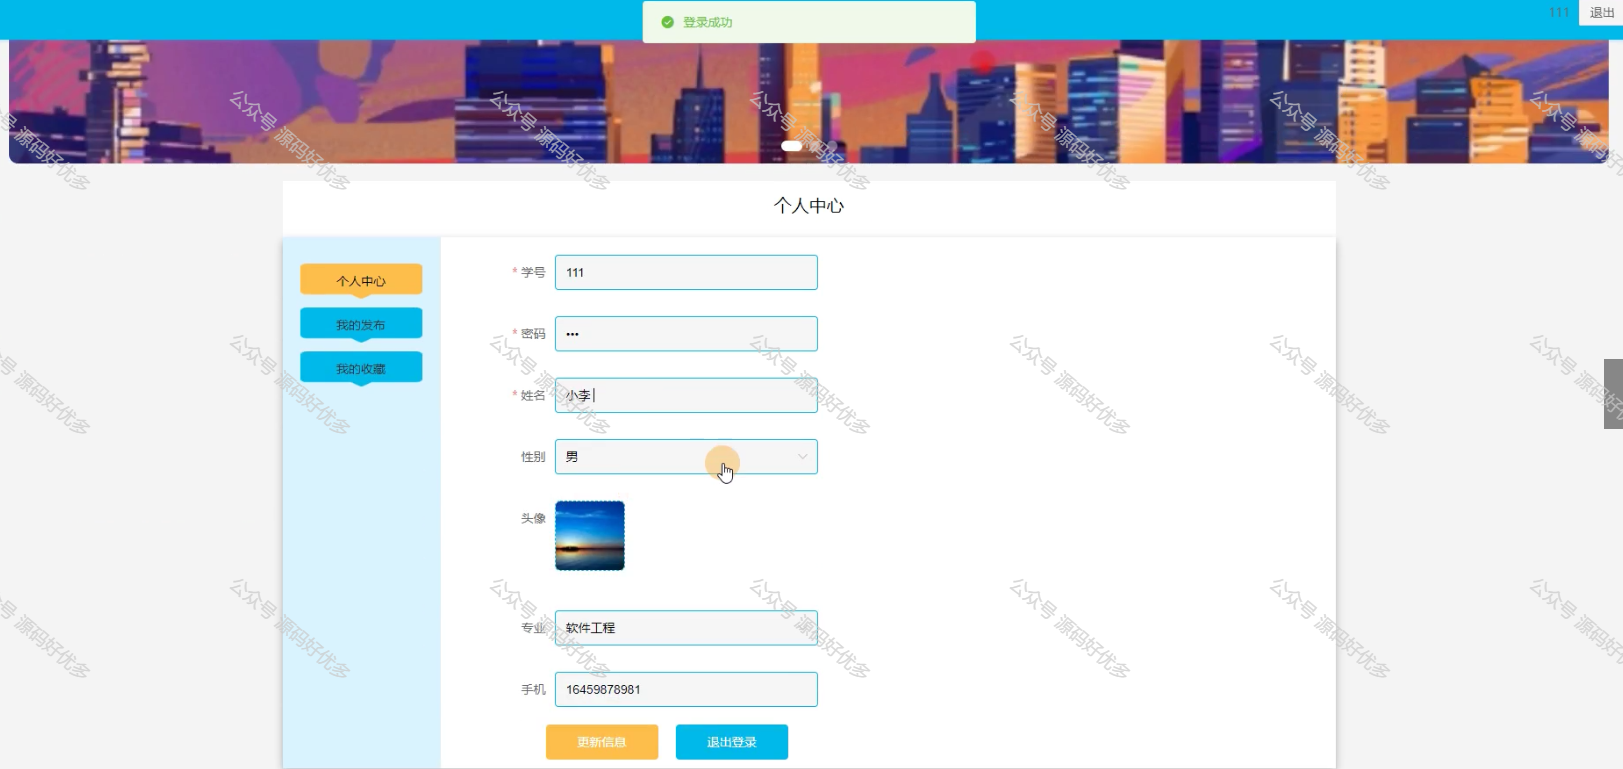 登录成功
111
退出
个人中心
个人中心
我的发布
我的收藏
* 学号
111
* 密码
•••
* 姓名
小李
性别
男
头像
专业
软件工程
手机
16459878981
更新信息
退出登录
公众号 源码好优多